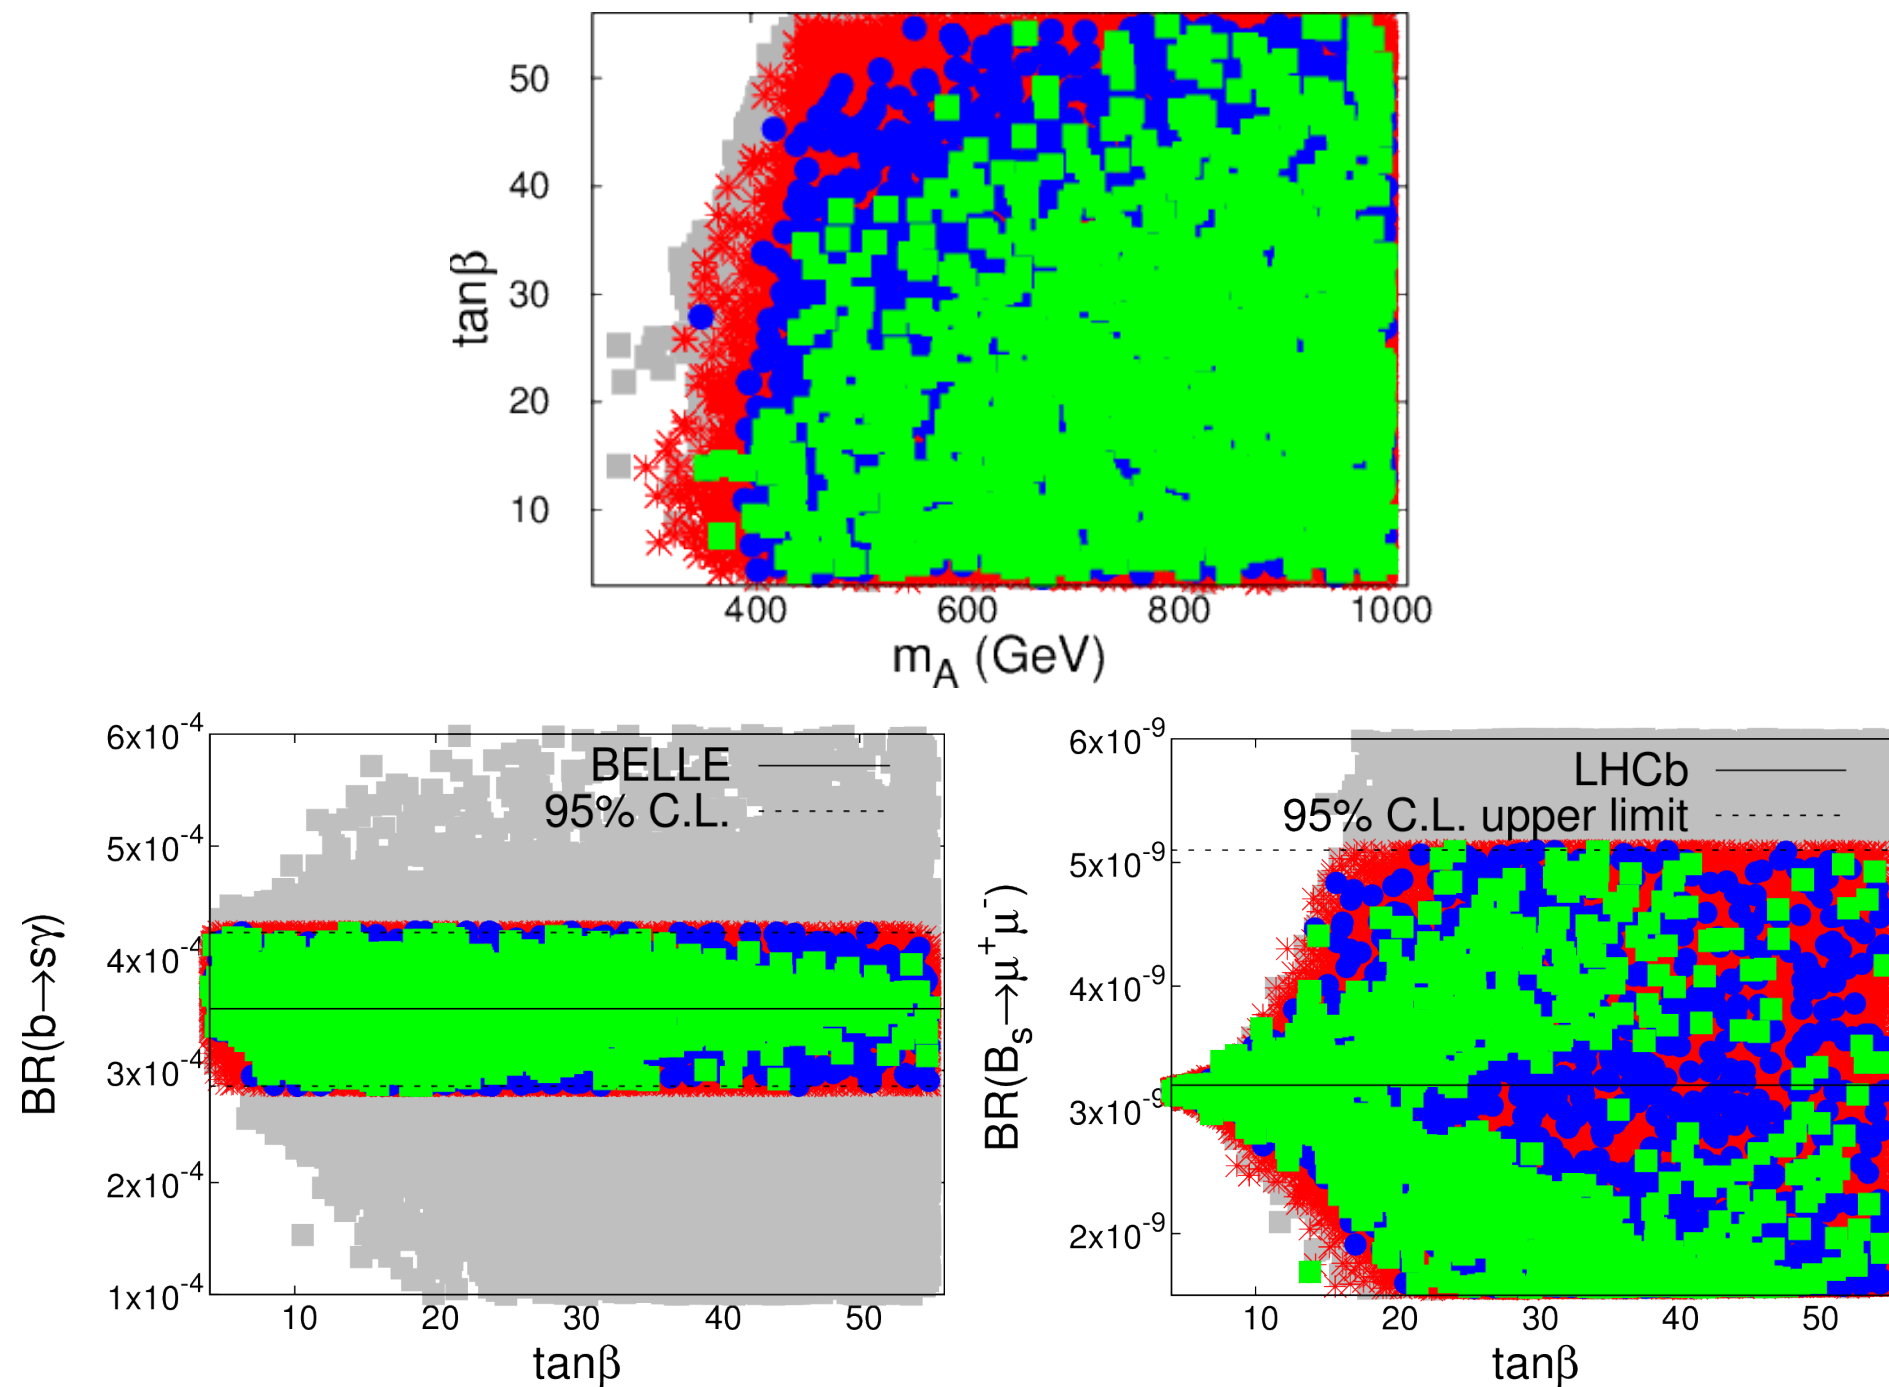 50
40
30
20
10
tanβ
400 600 800 1000
m_A (GeV)
6x10^-4
5x10^-4
4x10^-4
3x10^-4
2x10^-4
1x10^-4
BR(b→sγ)
BELLE
95% C.L.
10 20 30 40 50
tanβ
6x10^-9
5x10^-9
4x10^-9
3x10^-9
2x10^-9
BR(B_s→μ^+μ^-)
LHCb
95% C.L. upper limit
10 20 30 40 50
tanβ